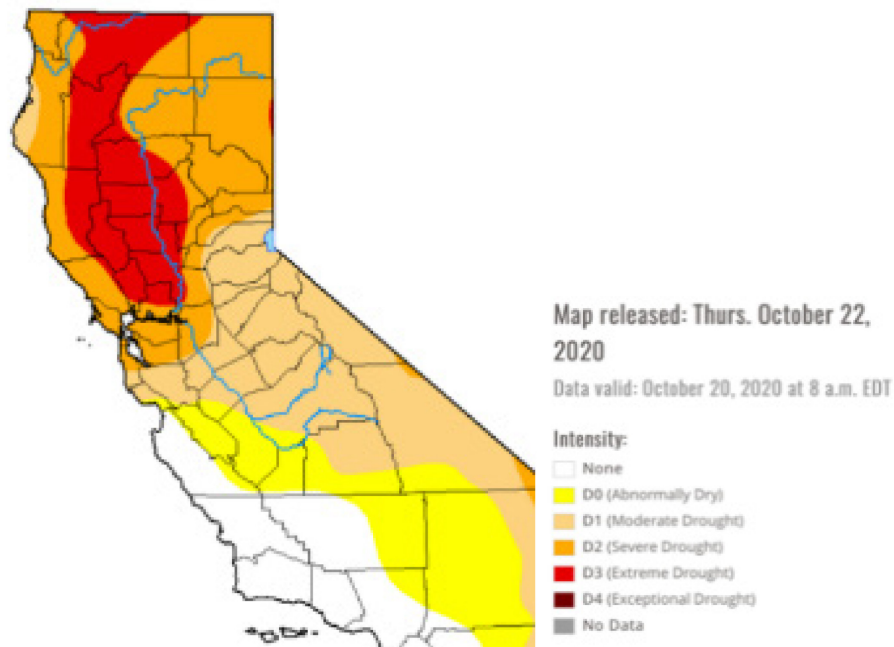 Map released: Thurs. October 22,
2020
Data valid: October 20, 2020 at 8 a.m. EDT
Intensity:
None
D0 (Abnormally Dry)
D1 (Moderate Drought)
D2 (Severe Drought)
D3 (Extreme Drought)
D4 (Exceptional Drought)
No Data